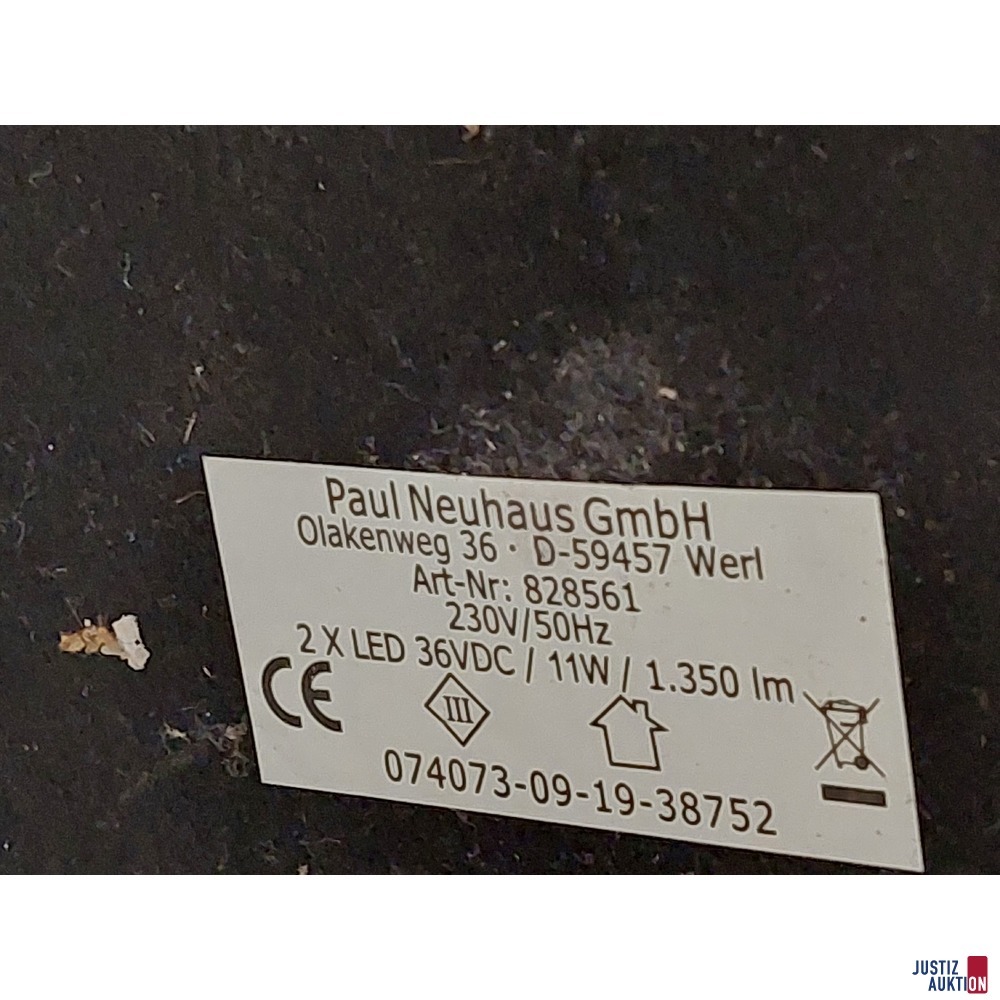 Paul Neuhaus GmbH
Olakenweg 36 · D-59457 Werl
Art-Nr: 828561
230V/50Hz
2 X LED 36VDC / 11W / 1.350 lm
CE
III
074073-09-19-38752
JUSTIZ
AUKTION